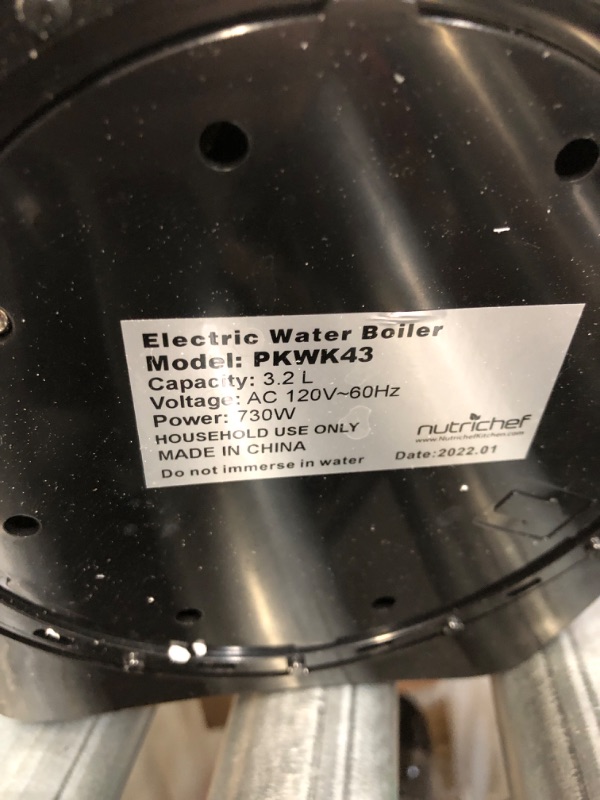 Electric Water Boiler
Model: PKWK43
Capacity: 3.2 L
Voltage: AC 120V~60Hz
Power: 730W
HOUSEHOLD USE ONLY
MADE IN CHINA
Do not immerse in water
nutrichef
www.NutrichefKitchen.com
Date:2022.01